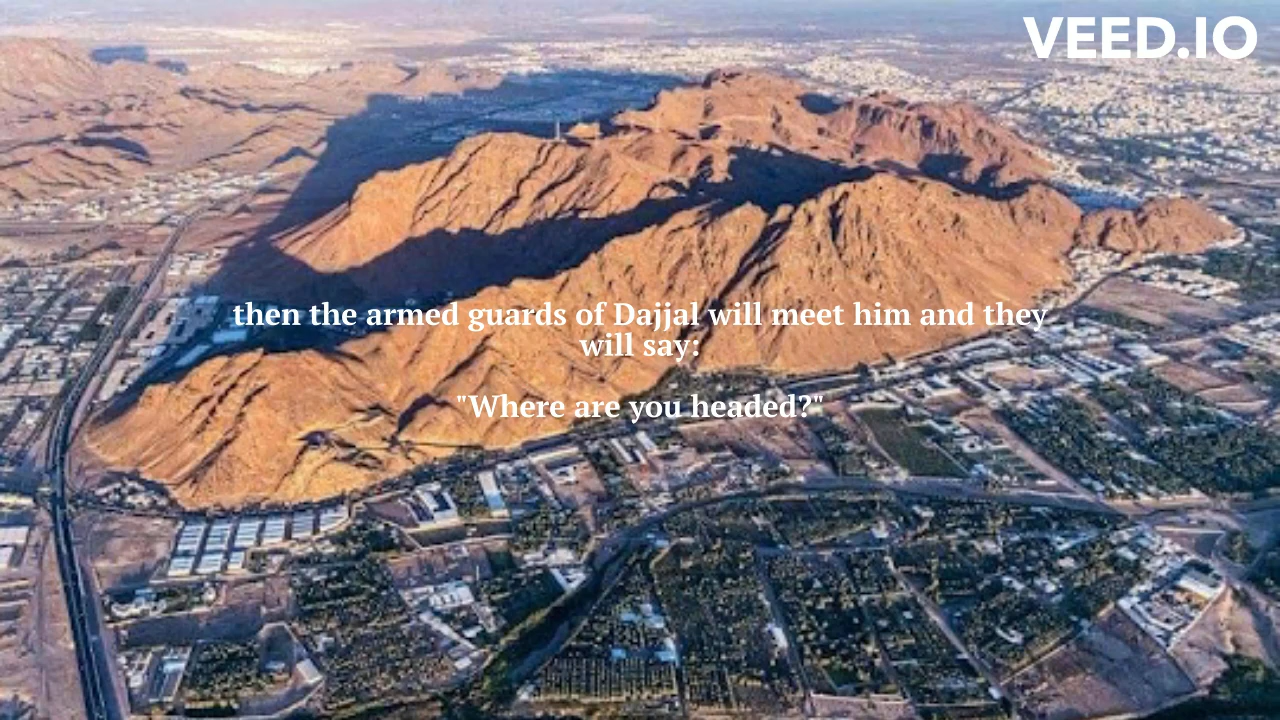 VEED.IO
then the armed guards of Dajjal will meet him and they
will say:
"Where are you headed?"